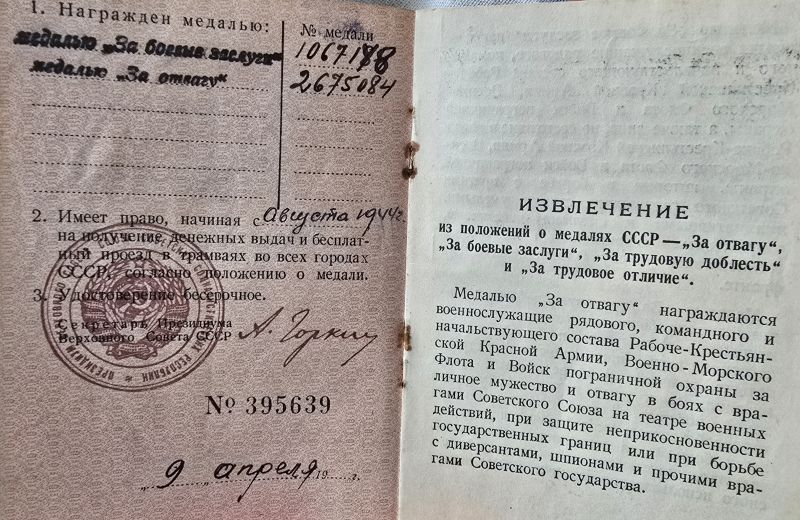 1. Награжден медалью:
№ медали
медалью „За боевые заслуги"
медалью „За отвагу"
2675084
2. Имеет право, начиная с Августа 1944г.
на получение денежных выдач и бесплат-
ный проезд в трамваях во всех городах
СССР, согласно положению о медали.
3. Удостоверение бессрочное.
Секретарь Президиума
Верховного Совета СССР
А. Горкин
№ 395639
„9" апреля 19 г.
ИЗВЛЕЧЕНИЕ
из положений о медалях СССР—„За отвагу",
„За боевые заслуги", „За трудовую доблесть"
и „За трудовое отличие".
Медалью „За отвагу" награждаются
военнослужащие рядового, командного и
начальствующего состава Рабоче-Крестьян-
ской Красной Армии, Военно-Морского
Флота и Войск пограничной охраны за
личное мужество и отвагу в боях с вра-
гами Советского Союза на театре военных
действий, при защите неприкосновенности
государственных границ или при борьбе
с диверсантами, шпионами и прочими вра-
гами Советского государства.